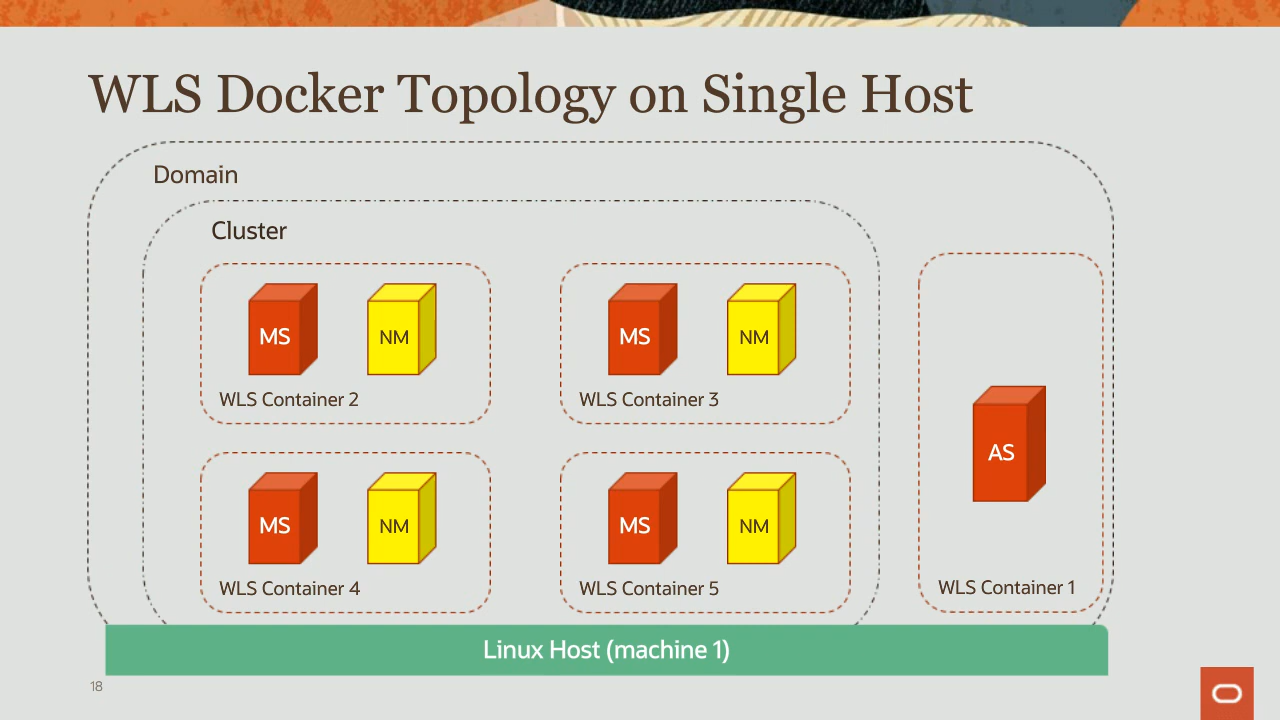 WLS Docker Topology on Single Host
Domain
Cluster
MS
NM
WLS Container 2
MS
NM
WLS Container 3
MS
NM
WLS Container 4
MS
NM
WLS Container 5
AS
WLS Container 1
Linux Host (machine 1)
18